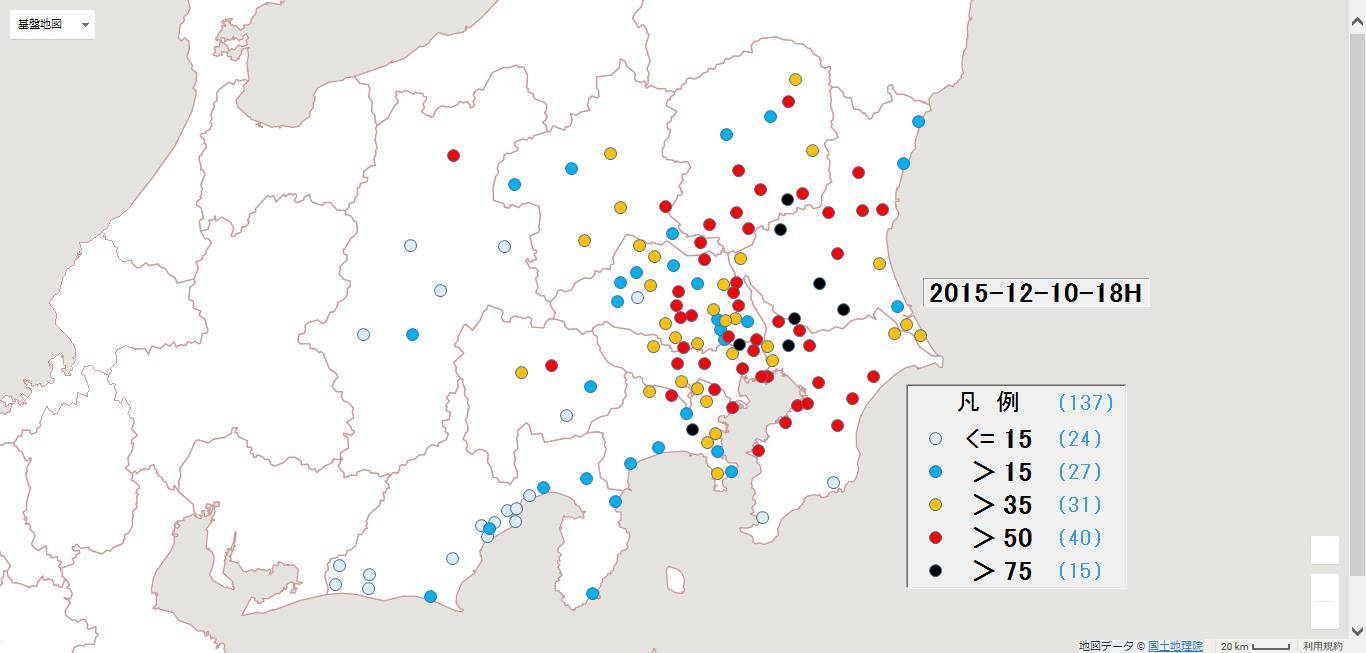 基盤地図
2015-12-10-18H
凡 例 (137)
<= 15 (24)
> 15 (27)
> 35 (31)
> 50 (40)
> 75 (15)
地図データ © 国土地理院 20 km 利用規約